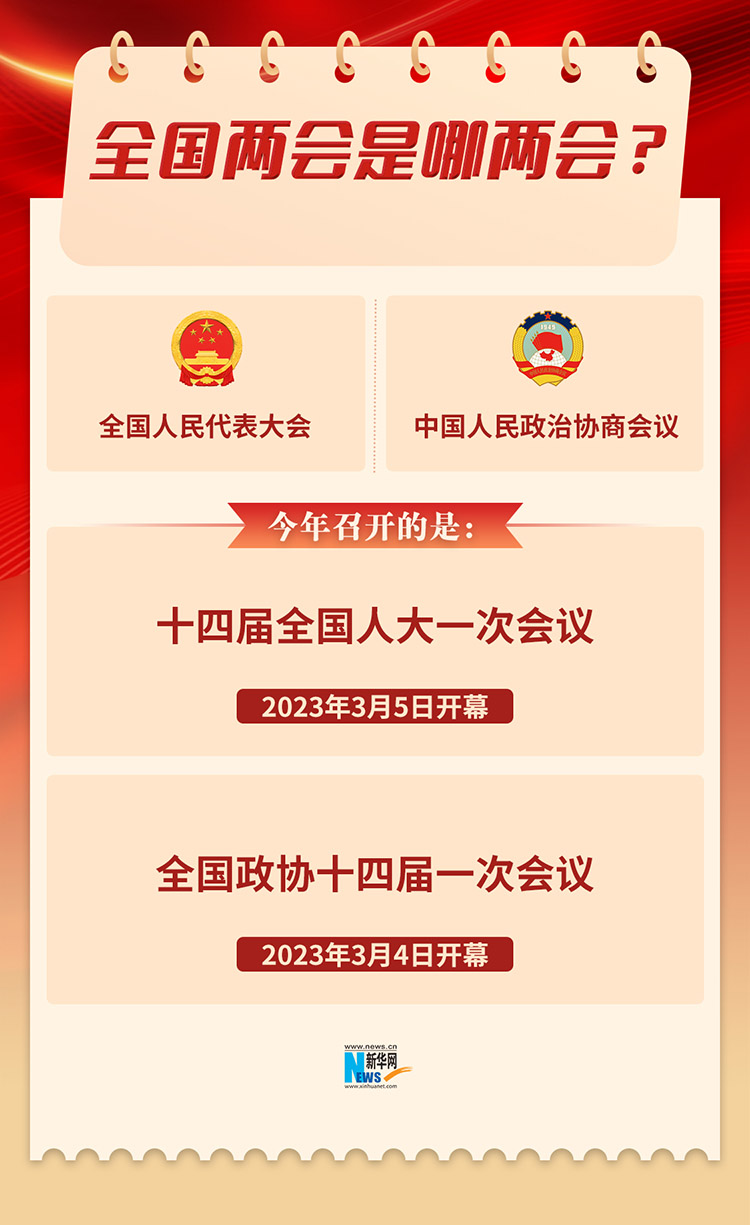 全国两会是哪两会？
全国人民代表大会
1949
中国人民政治协商会议
今年召开的是：
十四届全国人大一次会议
2023年3月5日开幕
全国政协十四届一次会议
2023年3月4日开幕
www.news.cn
新华网
NEWS
www.xinhuanet.com